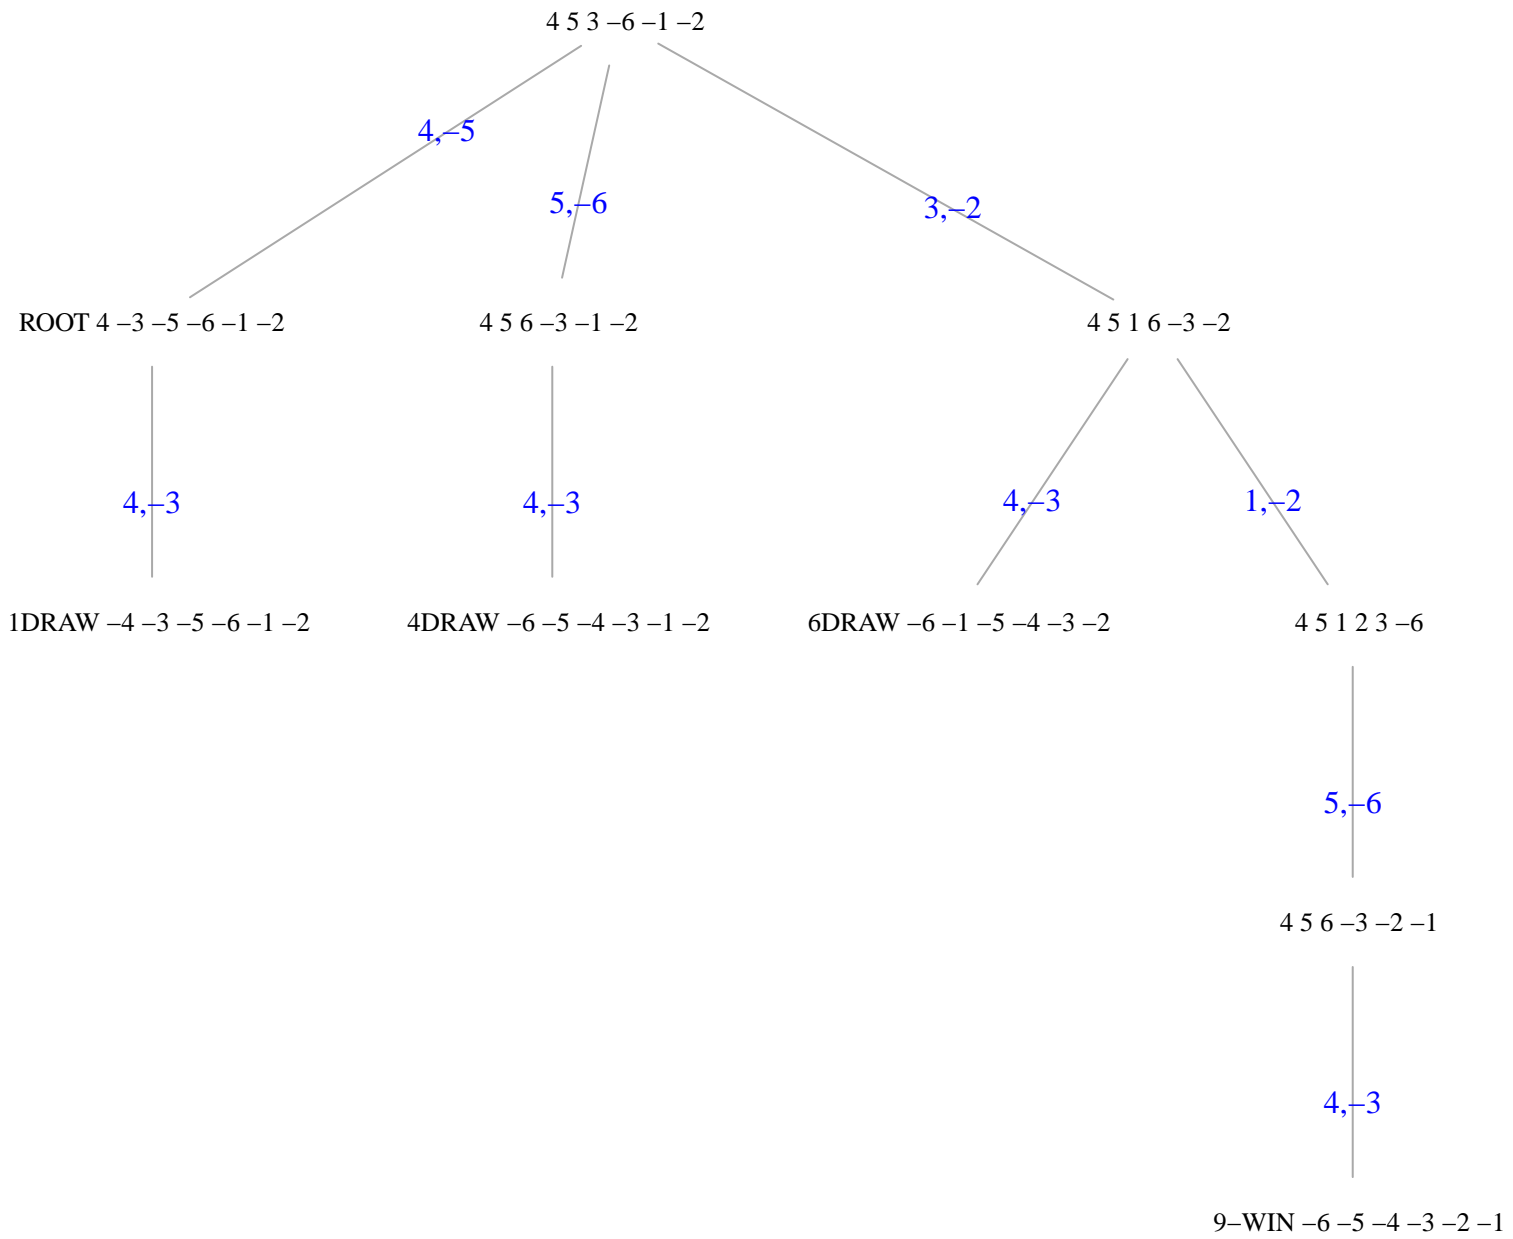 4 5 3 –6 –1 –2
4,–5
5,–6
3,–2
ROOT 4 –3 –5 –6 –1 –2
4 5 6 –3 –1 –2
4 5 1 6 –3 –2
4,–3
4,–3
4,–3
1,–2
1DRAW –4 –3 –5 –6 –1 –2
4DRAW –6 –5 –4 –3 –1 –2
6DRAW –6 –1 –5 –4 –3 –2
4 5 1 2 3 –6
5,–6
4 5 6 –3 –2 –1
4,–3
9–WIN –6 –5 –4 –3 –2 –1